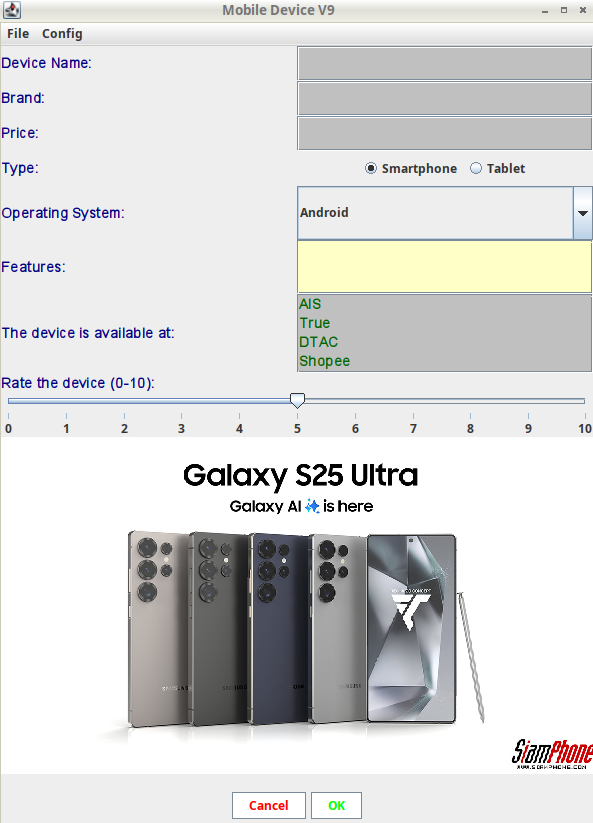 Mobile Device V9
File Config
Device Name:
Brand:
Price:
Type: Smartphone Tablet
Operating System: Android
Features:
The device is available at:
AIS
True
DTAC
Shopee
Rate the device (0-10):
0 1 2 3 4 5 6 7 8 9 10
Galaxy S25 Ultra
Galaxy AI is here
SAMSUNG
SiamPhone
WWW.SIAMPHONE.COM
Cancel OK